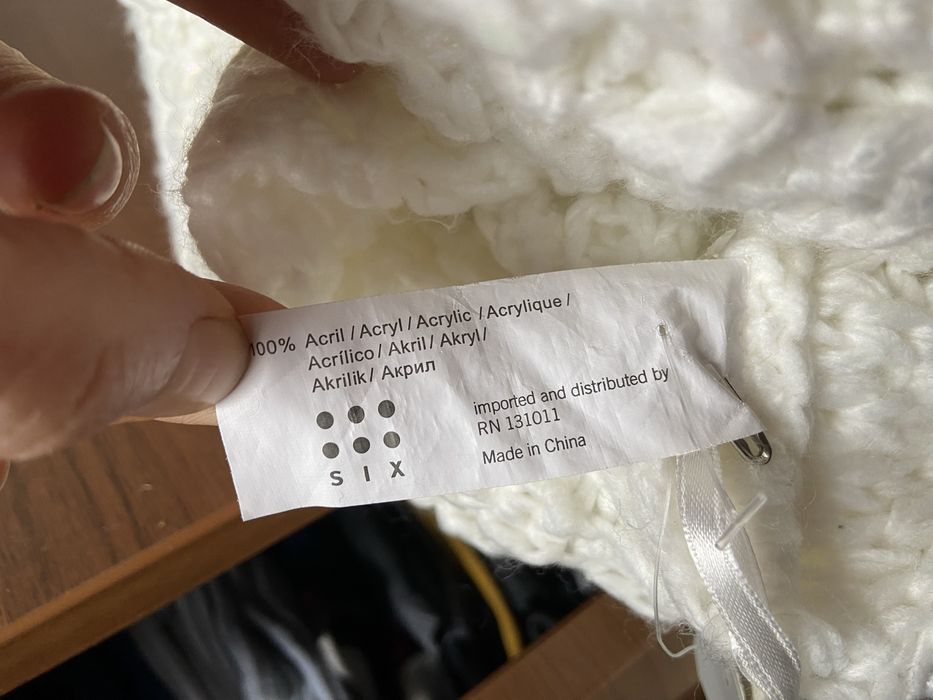 100% Acril / Acryl / Acrylic / Acrylique /
Acrílico / Akril / Akryl /
Akrilik / Акрил
SIX
imported and distributed by
RN 131011
Made in China